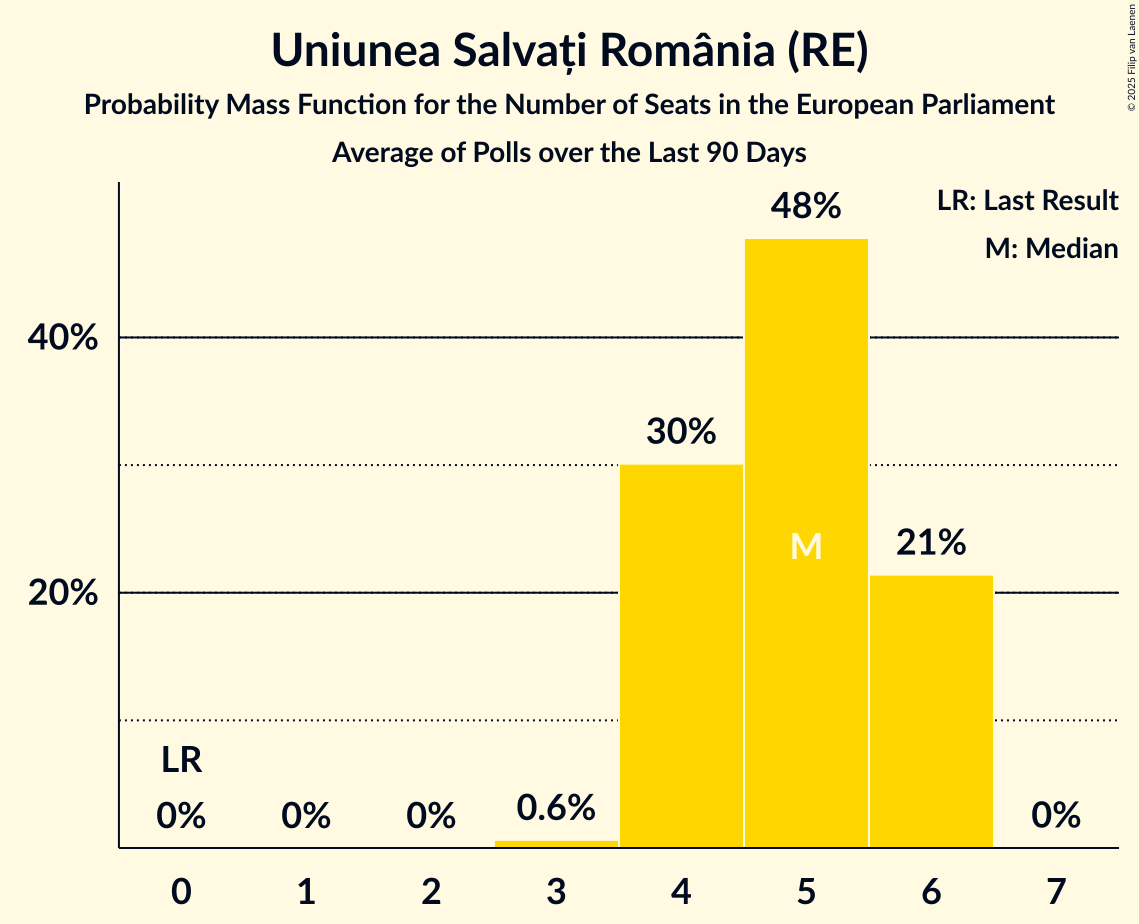 Uniunea Salvați România (RE)
Probability Mass Function for the Number of Seats in the European Parliament
Average of Polls over the Last 90 Days
© 2025 Filip van Laenen
LR: Last Result
M: Median
48%
40%
30%
M
21%
20%
LR
0%
0%
0%
0.6%
0%
0
1
2
3
4
5
6
7